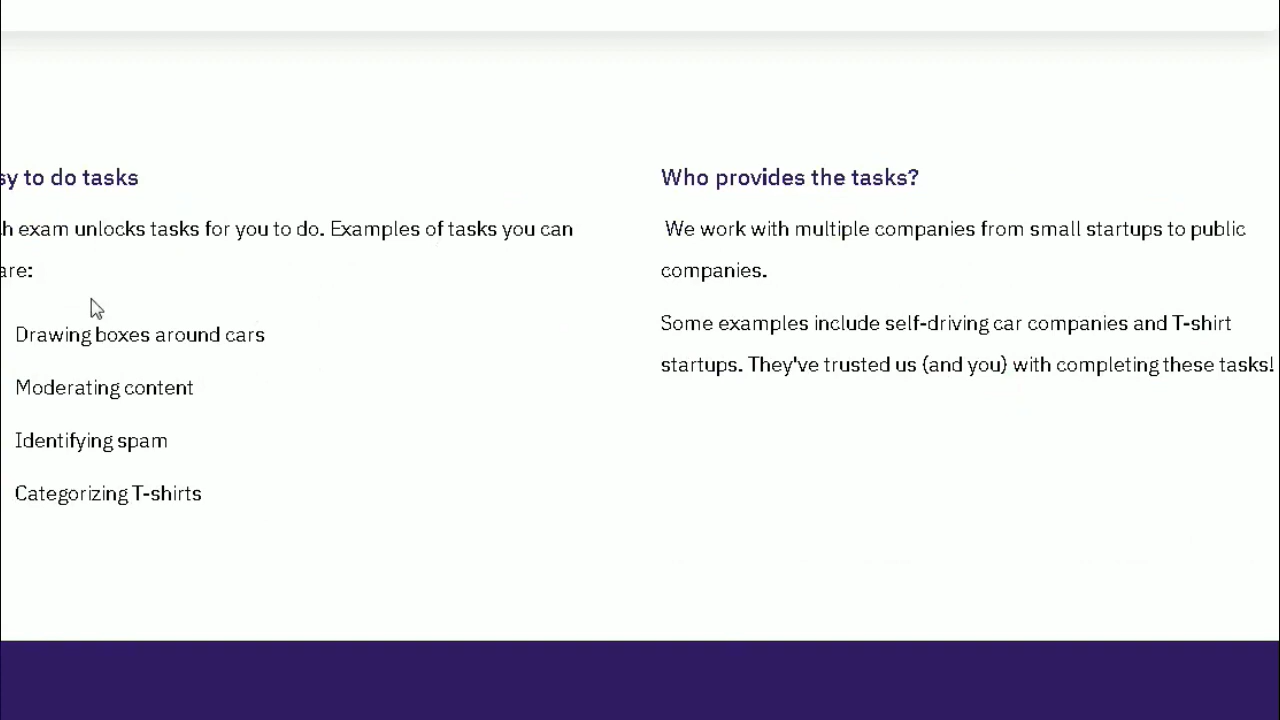 sy to do tasks
h exam unlocks tasks for you to do. Examples of tasks you can
are:
Drawing boxes around cars
Moderating content
Identifying spam
Categorizing T-shirts
Who provides the tasks?
We work with multiple companies from small startups to public
companies.
Some examples include self-driving car companies and T-shirt
startups. They've trusted us (and you) with completing these tasks!